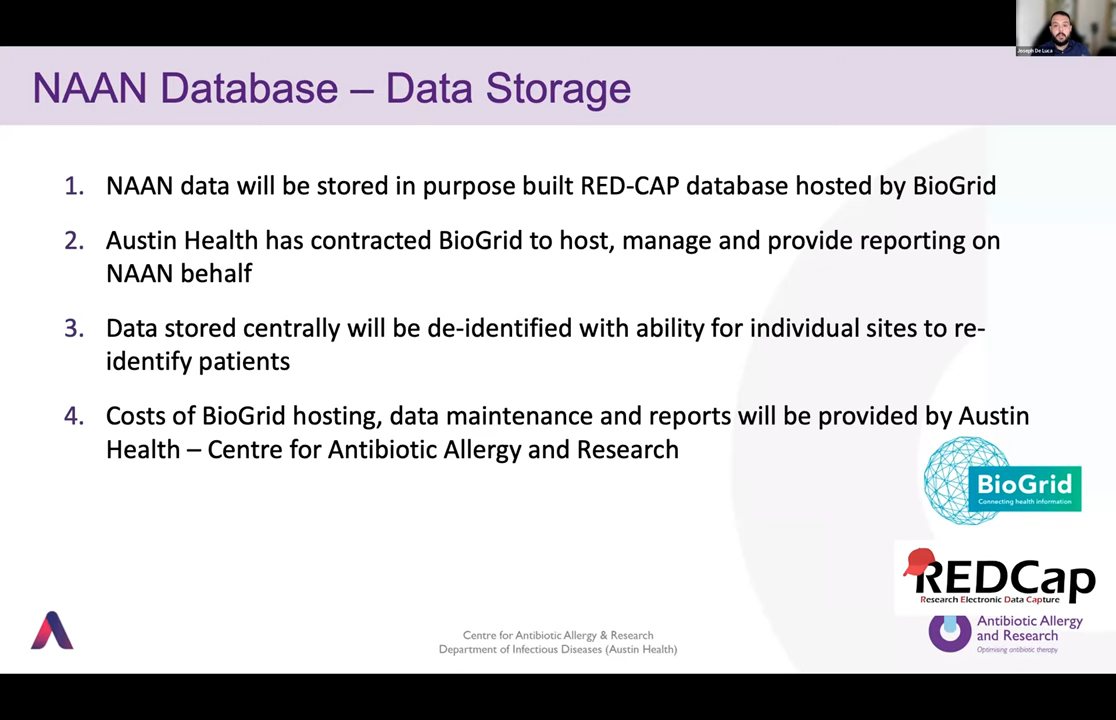 Joseph De Luca
NAAN Database – Data Storage
1. NAAN data will be stored in purpose built RED-CAP database hosted by BioGrid
2. Austin Health has contracted BioGrid to host, manage and provide reporting on
NAAN behalf
3. Data stored centrally will be de-identified with ability for individual sites to re-
identify patients
4. Costs of BioGrid hosting, data maintenance and reports will be provided by Austin
Health – Centre for Antibiotic Allergy and Research
BioGrid
Connecting health information
REDCap
Research Electronic Data Capture
Centre for Antibiotic Allergy & Research
Department of Infectious Diseases (Austin Health)
Antibiotic Allergy
and Research
Optimising antibiotic therapy